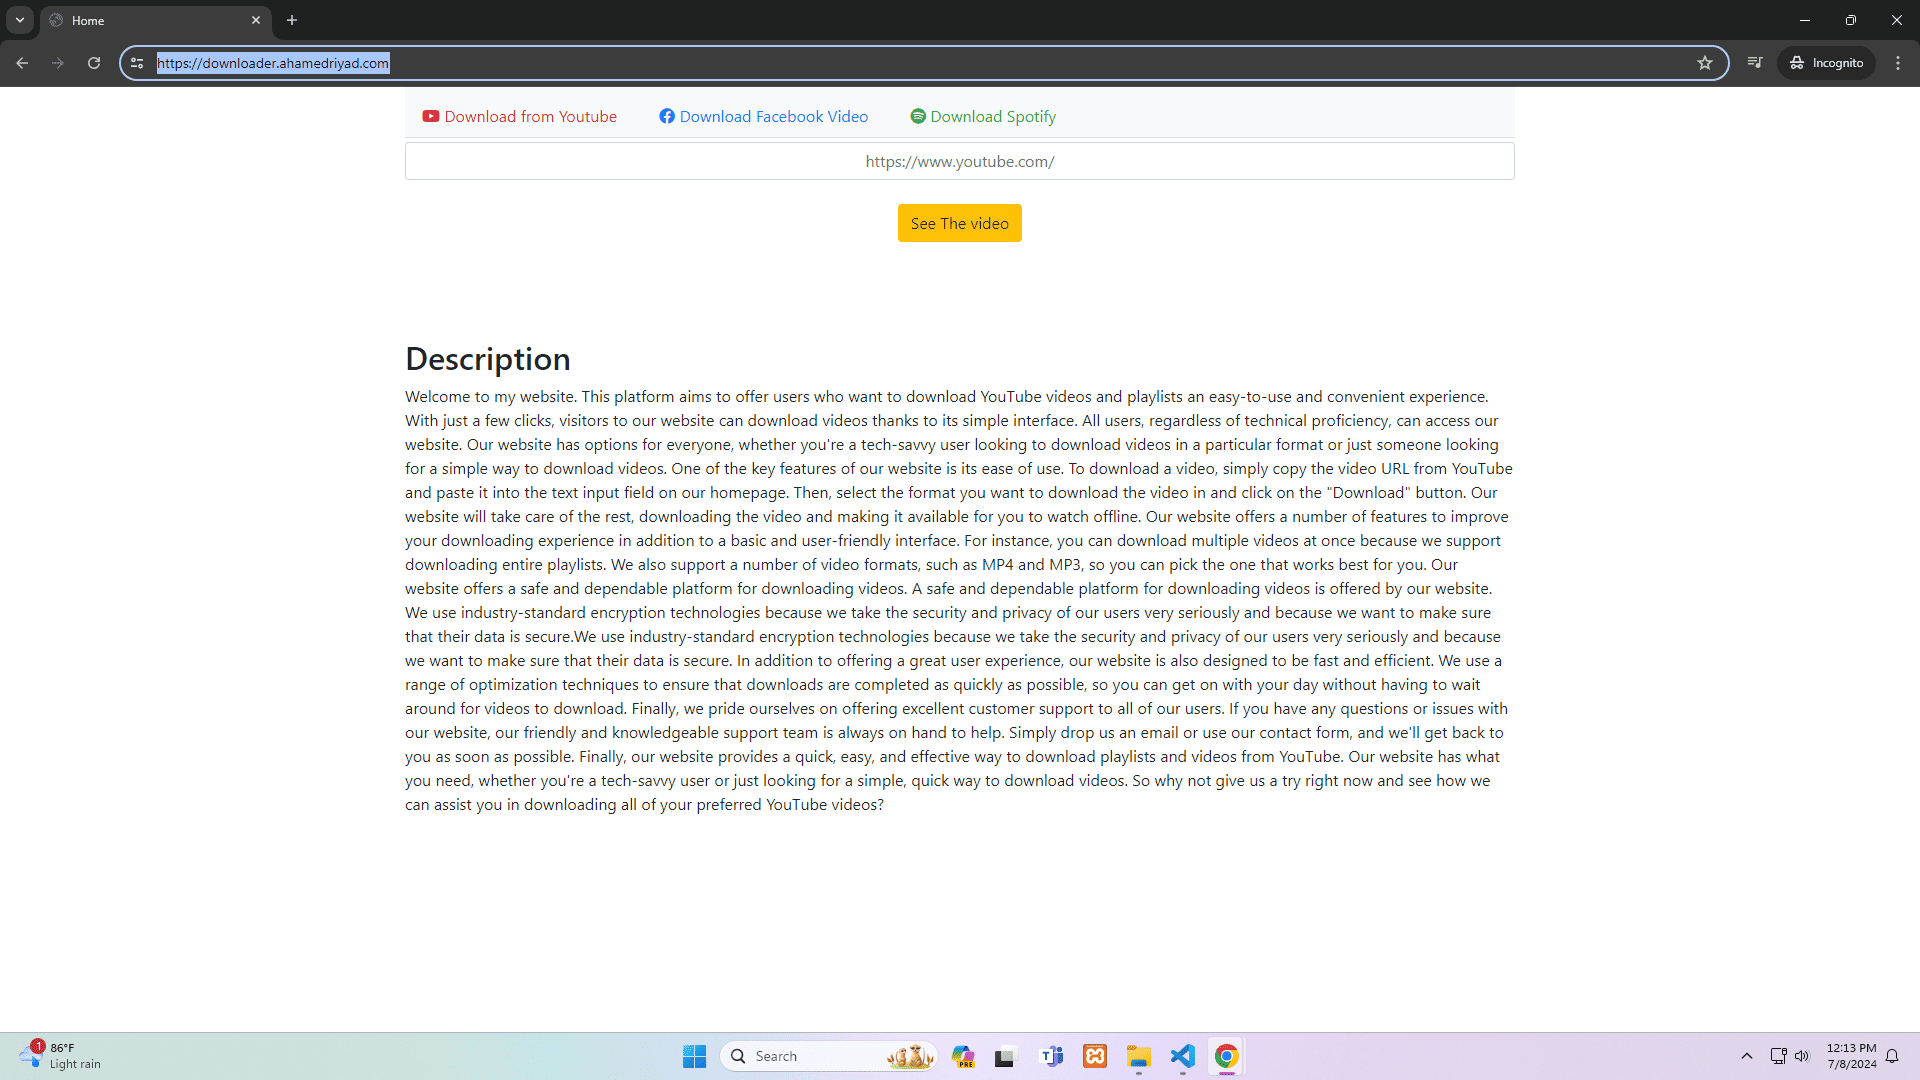 Home
https://downloader.ahamedriyad.com
Incognito
Download from Youtube Download Facebook Video Download Spotify
https://www.youtube.com/
See The video
Description
Welcome to my website. This platform aims to offer users who want to download YouTube videos and playlists an easy-to-use and convenient experience.
With just a few clicks, visitors to our website can download videos thanks to its simple interface. All users, regardless of technical proficiency, can access our
website. Our website has options for everyone, whether you're a tech-savvy user looking to download videos in a particular format or just someone looking
for a simple way to download videos. One of the key features of our website is its ease of use. To download a video, simply copy the video URL from YouTube
and paste it into the text input field on our homepage. Then, select the format you want to download the video in and click on the "Download" button. Our
website will take care of the rest, downloading the video and making it available for you to watch offline. Our website offers a number of features to improve
your downloading experience in addition to a basic and user-friendly interface. For instance, you can download multiple videos at once because we support
downloading entire playlists. We also support a number of video formats, such as MP4 and MP3, so you can pick the one that works best for you. Our
website offers a safe and dependable platform for downloading videos. A safe and dependable platform for downloading videos is offered by our website.
We use industry-standard encryption technologies because we take the security and privacy of our users very seriously and because we want to make sure
that their data is secure.We use industry-standard encryption technologies because we take the security and privacy of our users very seriously and because
we want to make sure that their data is secure. In addition to offering a great user experience, our website is also designed to be fast and efficient. We use a
range of optimization techniques to ensure that downloads are completed as quickly as possible, so you can get on with your day without having to wait
around for videos to download. Finally, we pride ourselves on offering excellent customer support to all of our users. If you have any questions or issues with
our website, our friendly and knowledgeable support team is always on hand to help. Simply drop us an email or use our contact form, and we'll get back to
you as soon as possible. Finally, our website provides a quick, easy, and effective way to download playlists and videos from YouTube. Our website has what
you need, whether you're a tech-savvy user or just looking for a simple, quick way to download videos. So why not give us a try right now and see how we
can assist you in downloading all of your preferred YouTube videos?
1
86°F
Light rain
Search
PRE
T
12:13 PM
7/8/2024